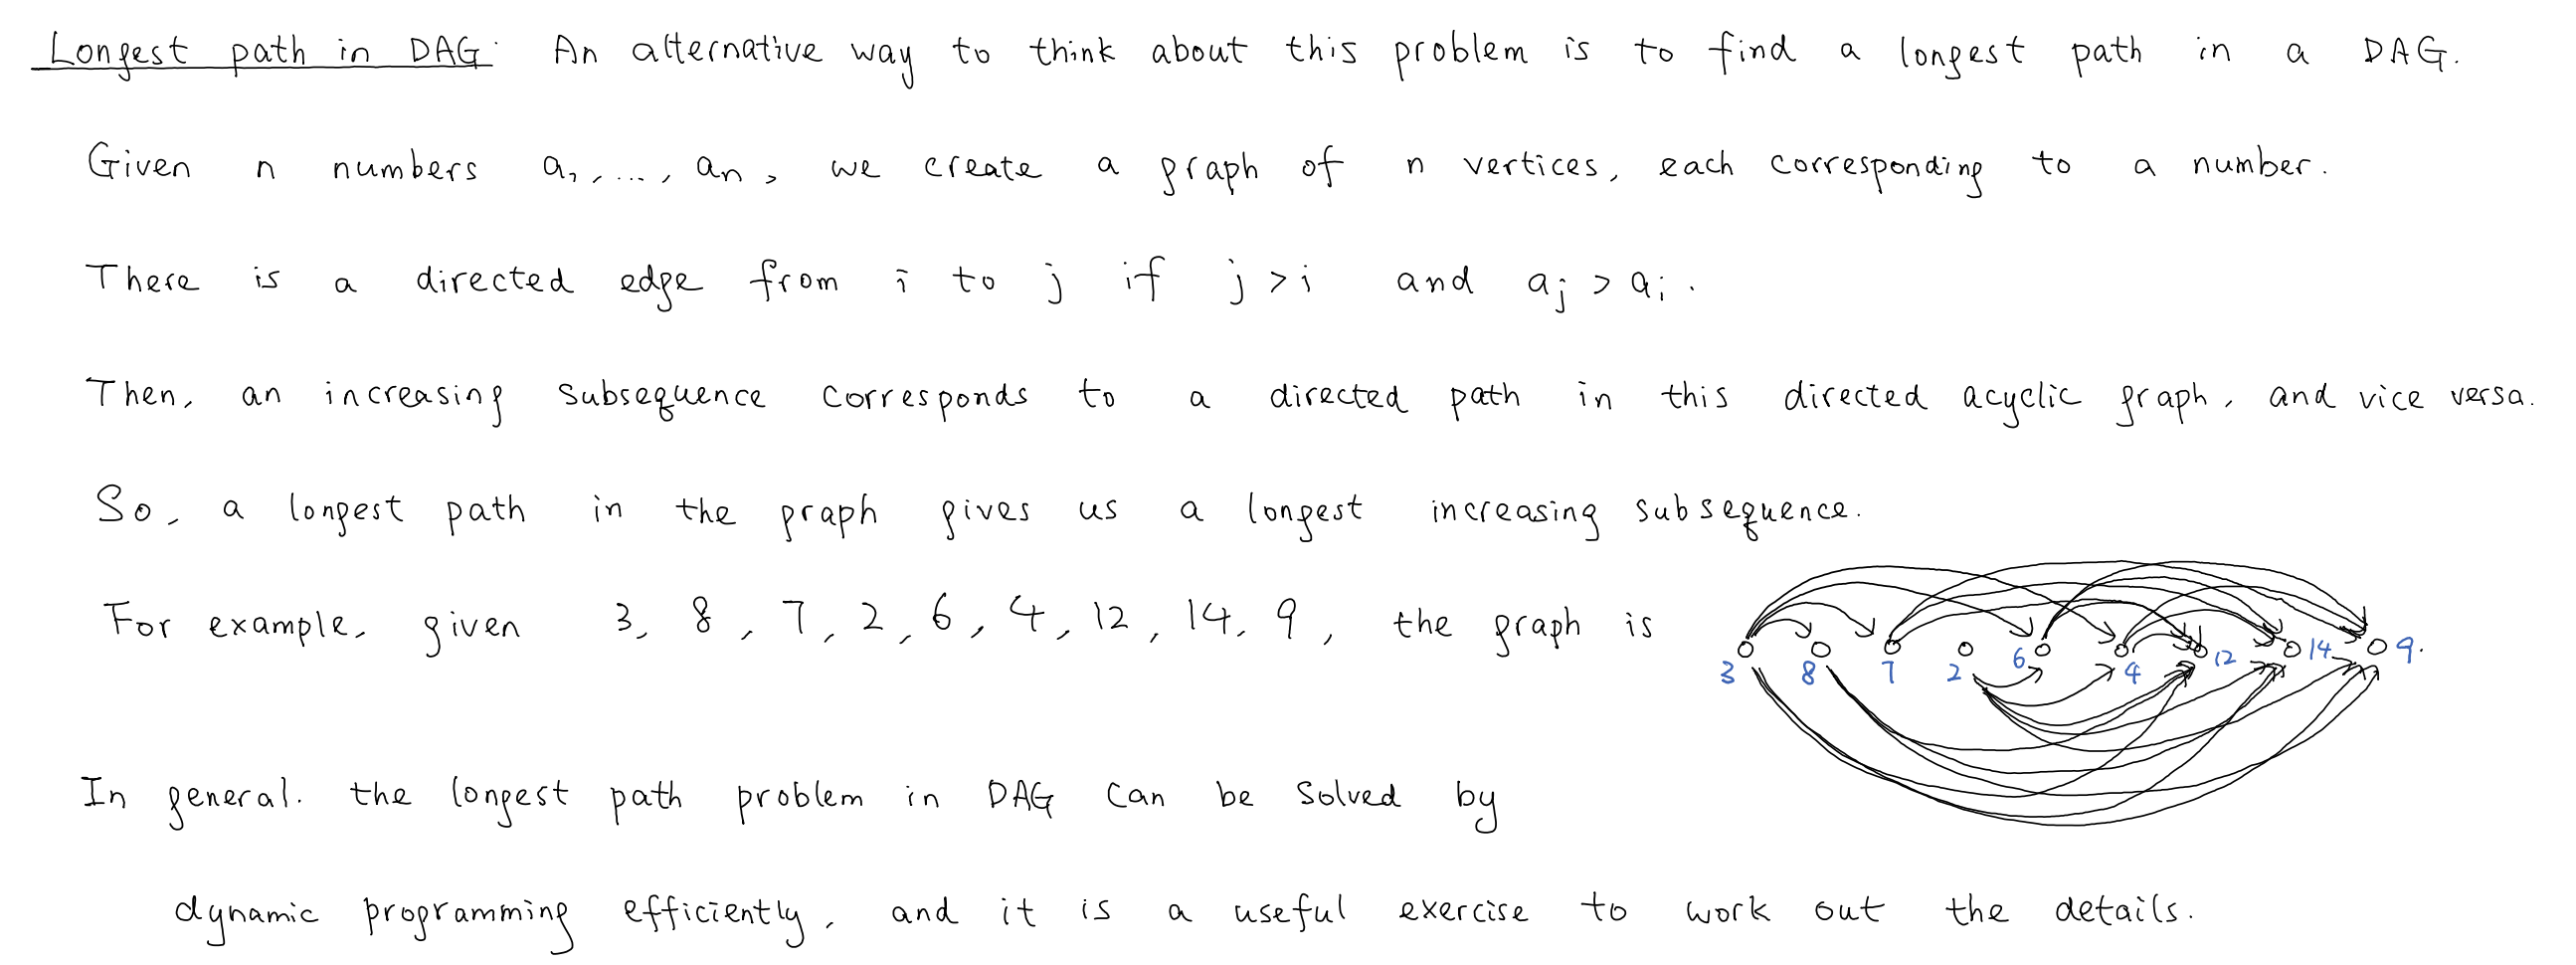 Longest path in DAG: An alternative way to think about this problem is to find a longest path in a DAG.
Given n numbers a₁, ..., aₙ, we create a graph of n vertices, each corresponding to a number.
There is a directed edge from i to j if j > i and aⱼ > aᵢ.
Then, an increasing subsequence corresponds to a directed path in this directed acyclic graph, and vice versa.
So, a longest path in the graph gives us a longest increasing subsequence.
For example, given 3, 8, 7, 2, 6, 4, 12, 14, 9, the graph is
3 8 7 2 6 4 12 14 9.
In general, the longest path problem in DAG can be solved by
dynamic programming efficiently, and it is a useful exercise to work out the details.